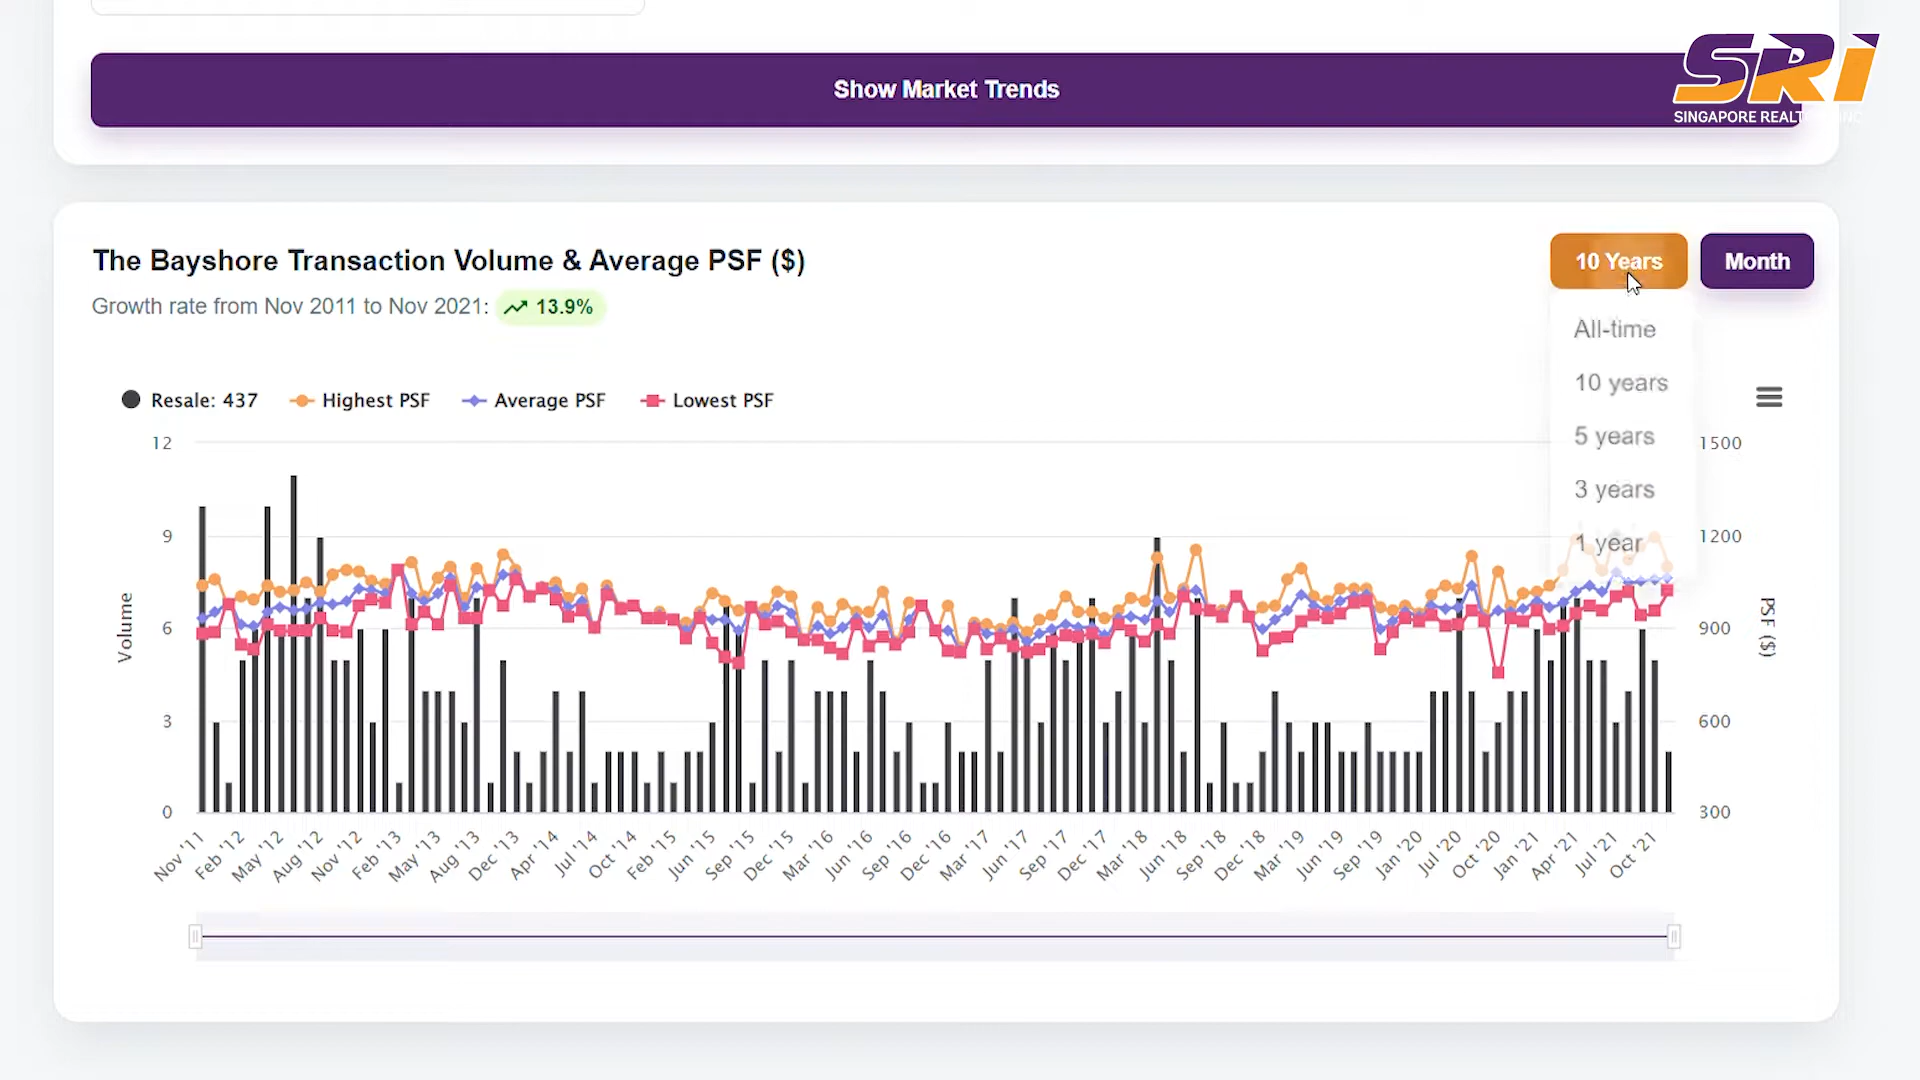 Show Market Trends
SRI
SINGAPORE REALT
The Bayshore Transaction Volume & Average PSF ($)
10 Years
Month
Growth rate from Nov 2011 to Nov 2021: 13.9%
All-time
10 years
5 years
3 years
1 year
Resale: 437
Highest PSF
Average PSF
Lowest PSF
12
9
6
3
0
Volume
1500
1200
900
600
300
PSF ($)
Nov '11
Feb '12
May '12
Aug '12
Nov '12
Feb '13
May '13
Aug '13
Dec '13
Apr '14
Jul '14
Oct '14
Feb '15
Jun '15
Sep '15
Dec '15
Mar '16
Jun '16
Sep '16
Dec '16
Mar '17
Jun '17
Sep '17
Dec '17
Mar '18
Jun '18
Sep '18
Dec '18
Mar '19
Jun '19
Sep '19
Jan '20
Jul '20
Oct '20
Jan '21
Apr '21
Jul '21
Oct '21